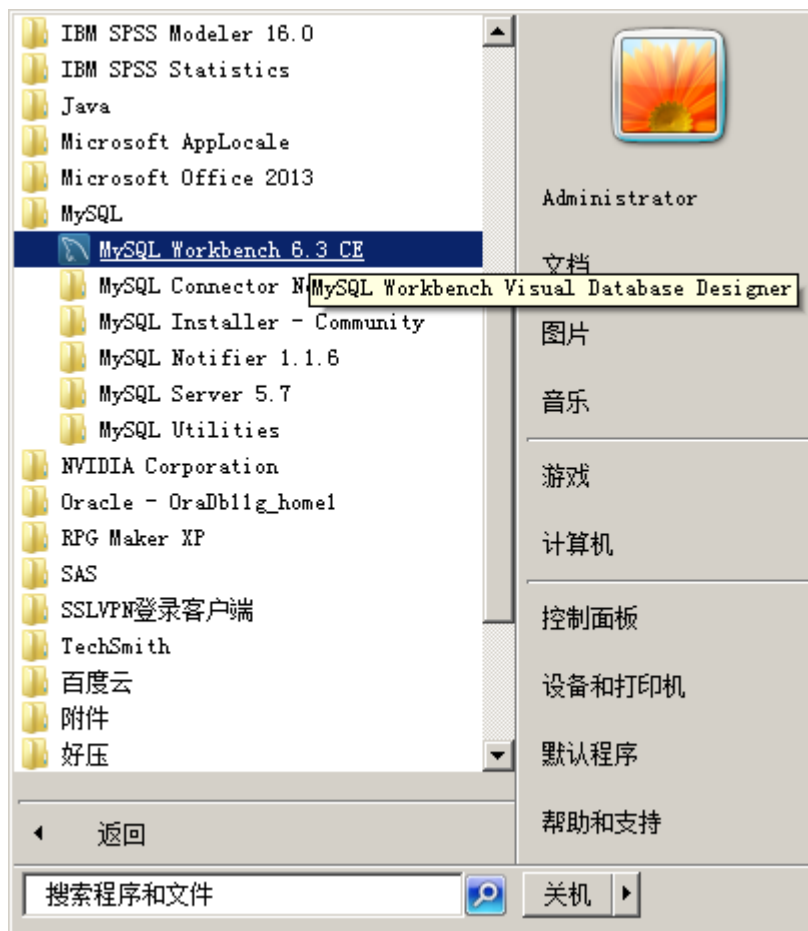 IBM SPSS Modeler 16.0
IBM SPSS Statistics
Java
Microsoft AppLocale
Microsoft Office 2013
MySQL
MySQL Workbench 6.3 CE
MySQL Connector N
MySQL Workbench Visual Database Designer
MySQL Installer - Community
MySQL Notifier 1.1.6
MySQL Server 5.7
MySQL Utilities
NVIDIA Corporation
Oracle - OraDb11g_home1
RPG Maker XP
SAS
SSLVPN登录客户端
TechSmith
百度云
附件
好压
返回
搜索程序和文件
Administrator
文档
图片
音乐
游戏
计算机
控制面板
设备和打印机
默认程序
帮助和支持
关机